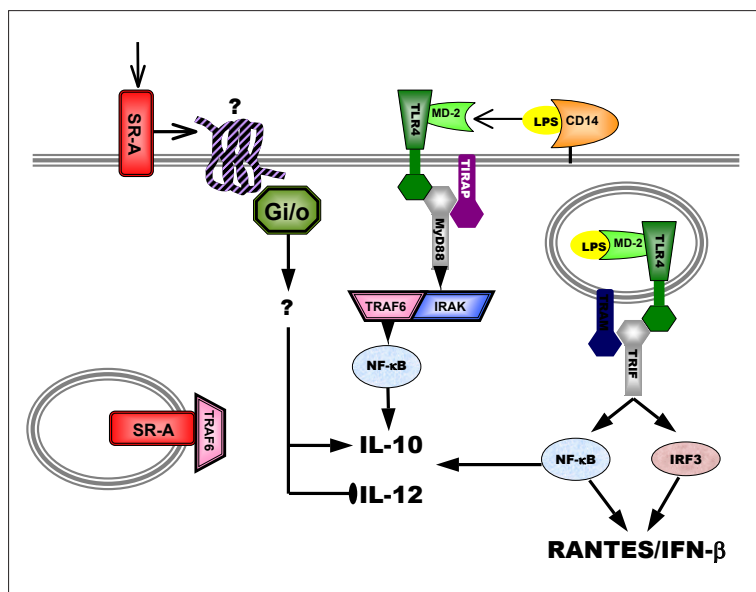 ?
SR-A
Gi/o
?
TLR4
MD-2
LPS
CD14
TIRAP
MyD88
TRAF6
IRAK
NF-κB
IL-10
IL-12
SR-A
TRAF6
LPS
MD-2
TLR4
TRAM
TRIF
NF-κB
IRF3
RANTES/IFN-β